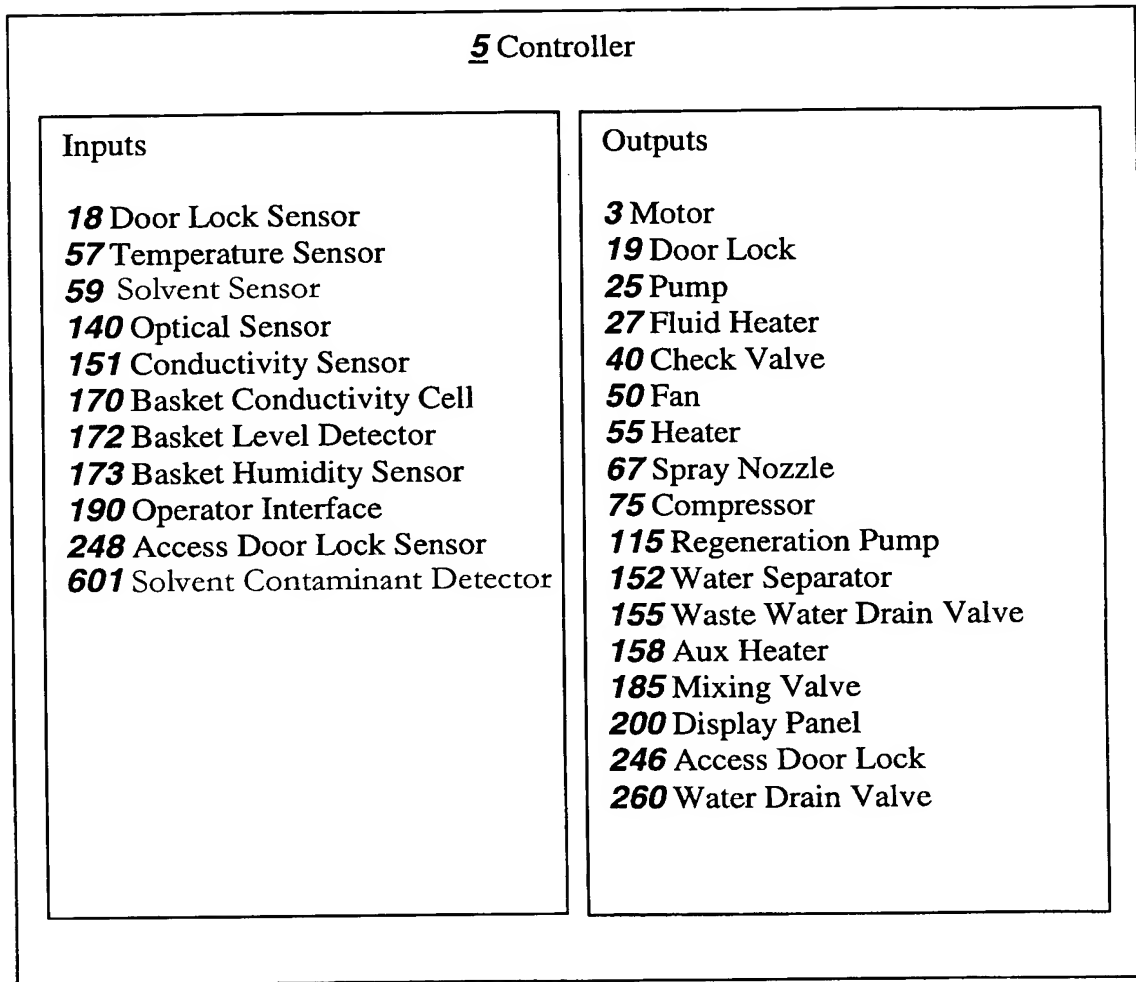 5 Controller
Inputs
18 Door Lock Sensor
57 Temperature Sensor
59 Solvent Sensor
140 Optical Sensor
151 Conductivity Sensor
170 Basket Conductivity Cell
172 Basket Level Detector
173 Basket Humidity Sensor
190 Operator Interface
248 Access Door Lock Sensor
601 Solvent Contaminant Detector
Outputs
3 Motor
19 Door Lock
25 Pump
27 Fluid Heater
40 Check Valve
50 Fan
55 Heater
67 Spray Nozzle
75 Compressor
115 Regeneration Pump
152 Water Separator
155 Waste Water Drain Valve
158 Aux Heater
185 Mixing Valve
200 Display Panel
246 Access Door Lock
260 Water Drain Valve